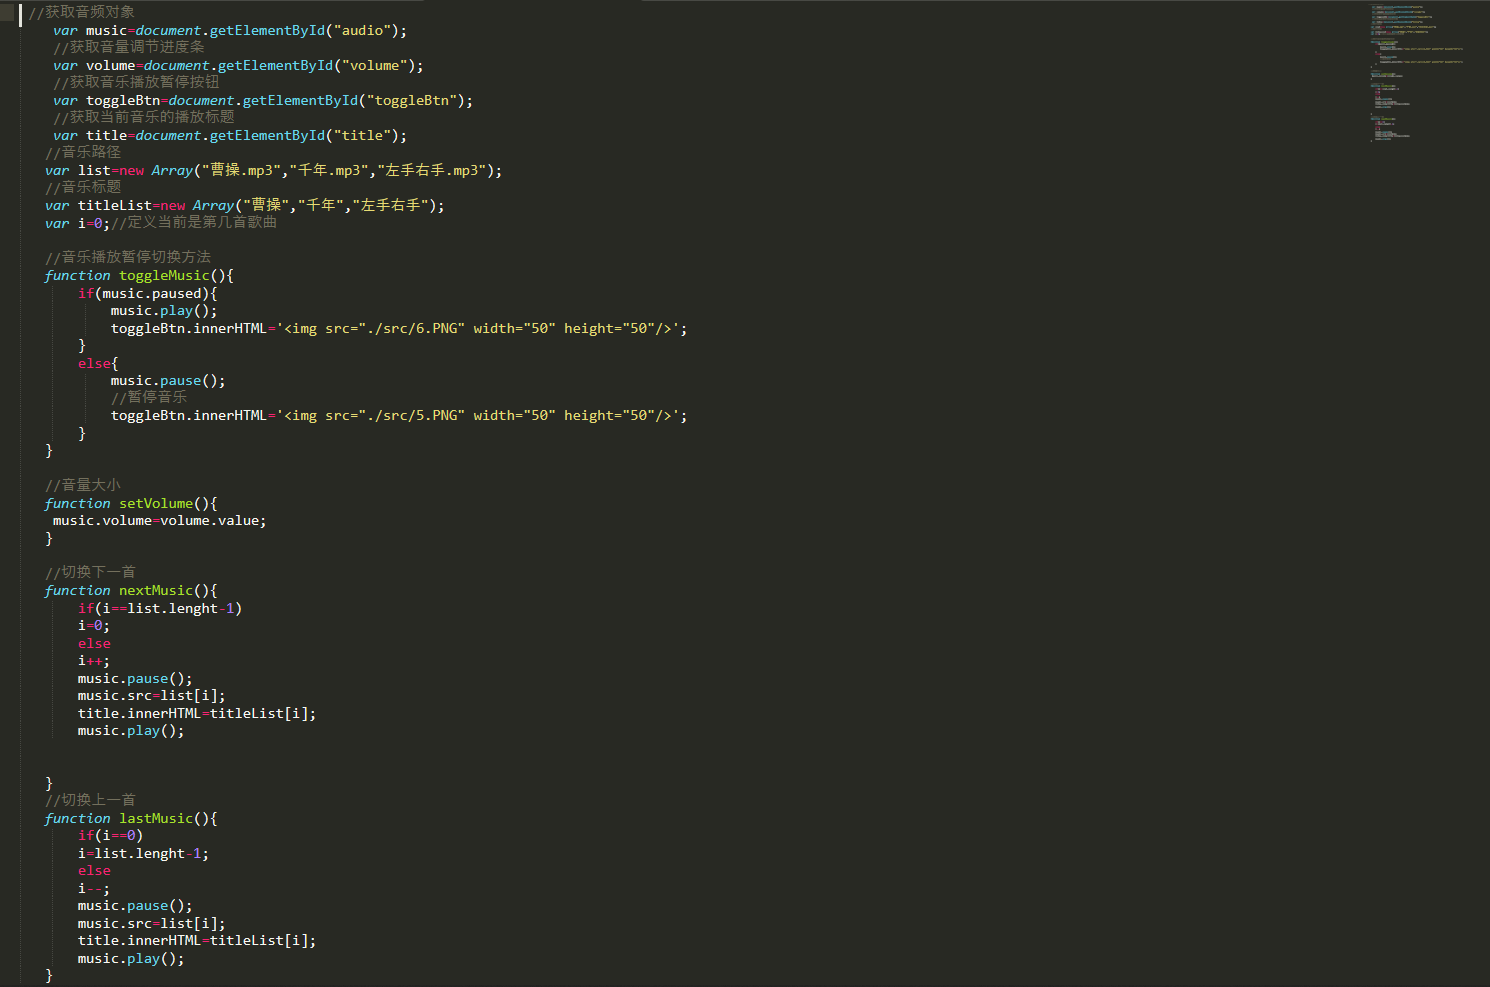 //获取音频对象
var music=document.getElementById("audio");
//获取音量调节进度条
var volume=document.getElementById("volume");
//获取音乐播放暂停按钮
var toggleBtn=document.getElementById("toggleBtn");
//获取当前音乐的播放标题
var title=document.getElementById("title");
//音乐路径
var list=new Array("曹操.mp3","千年.mp3","左手右手.mp3");
//音乐标题
var titleList=new Array("曹操","千年","左手右手");
var i=0;//定义当前是第几首歌曲
//音乐播放暂停切换方法
function toggleMusic(){
if(music.paused){
music.play();
toggleBtn.innerHTML='<img src="./src/6.PNG" width="50" height="50"/>';
}
else{
music.pause();
//暂停音乐
toggleBtn.innerHTML='<img src="./src/5.PNG" width="50" height="50"/>';
}
}
//音量大小
function setVolume(){
music.volume=volume.value;
}
//切换下一首
function nextMusic(){
if(i==list.lenght-1)
i=0;
else
i++;
music.pause();
music.src=list[i];
title.innerHTML=titleList[i];
music.play();
}
//切换上一首
function lastMusic(){
if(i==0)
i=list.lenght-1;
else
i--;
music.pause();
music.src=list[i];
title.innerHTML=titleList[i];
music.play();
}